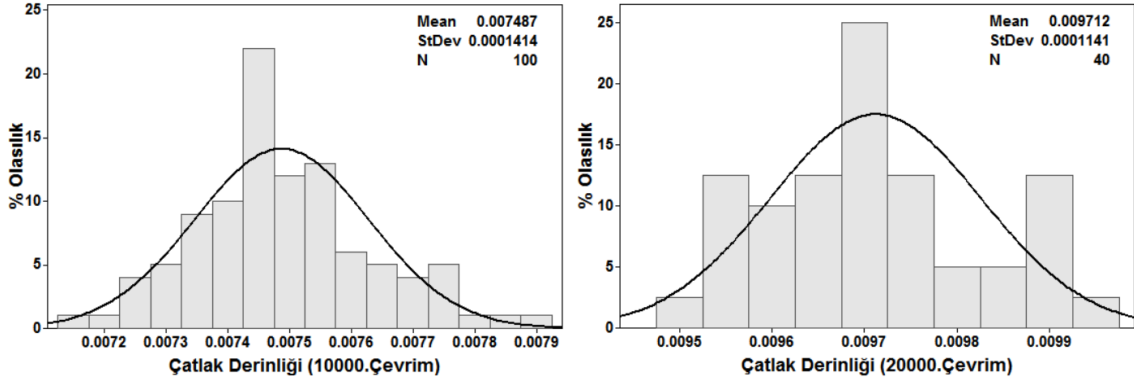 25
20
15
10
5
0
% Olasılık
Mean 0.007487
StDev 0.0001414
N 100
0.0072 0.0073 0.0074 0.0075 0.0076 0.0077 0.0078 0.0079
Çatlak Derinliği (10000.Çevrim)
25
20
15
10
5
0
% Olasılık
Mean 0.009712
StDev 0.0001141
N 40
0.0095 0.0096 0.0097 0.0098 0.0099
Çatlak Derinliği (20000.Çevrim)